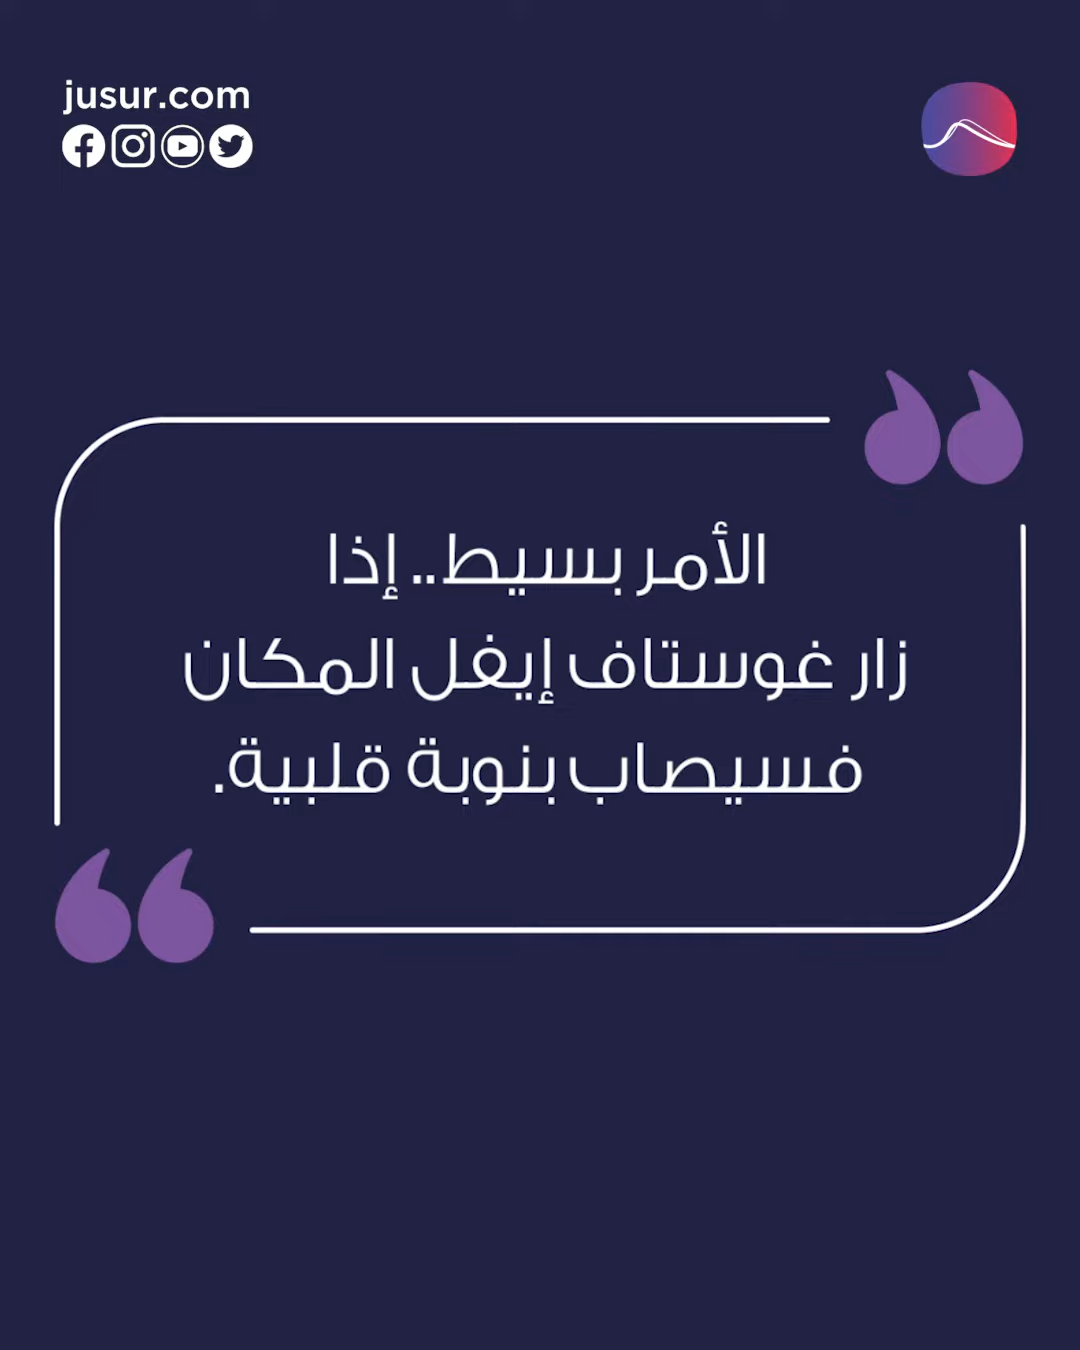 jusur.com
الأمر بسيط.. إذا
زار غوستاف إيفل المكان
فسيصاب بنوبة قلبية.